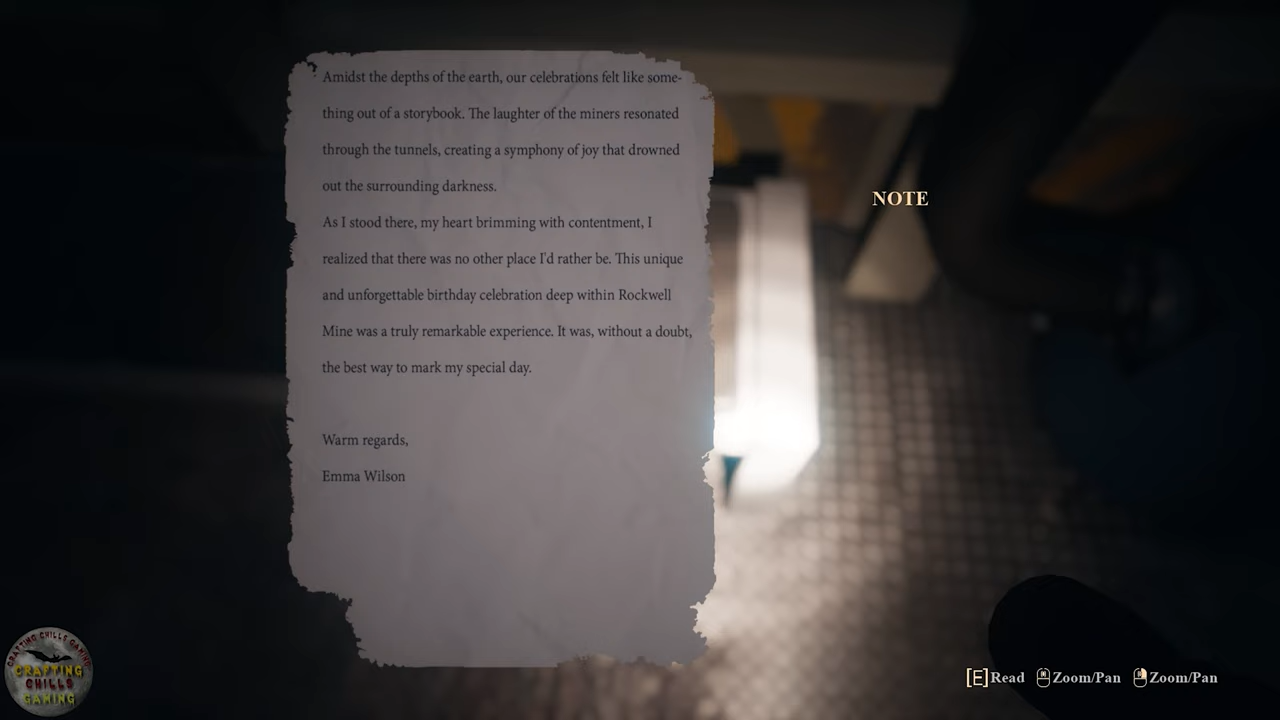 Amidst the depths of the earth, our celebrations felt like some-
thing out of a storybook. The laughter of the miners resonated
through the tunnels, creating a symphony of joy that drowned
out the surrounding darkness.
As I stood there, my heart brimming with contentment, I
realized that there was no other place I'd rather be. This unique
and unforgettable birthday celebration deep within Rockwell
Mine was a truly remarkable experience. It was, without a doubt,
the best way to mark my special day.
Warm regards,
Emma Wilson
NOTE
[E]Read Zoom/Pan Zoom/Pan
CRAFTING CHILLS GAMING
CRAFTING
CHILLS
GAMING